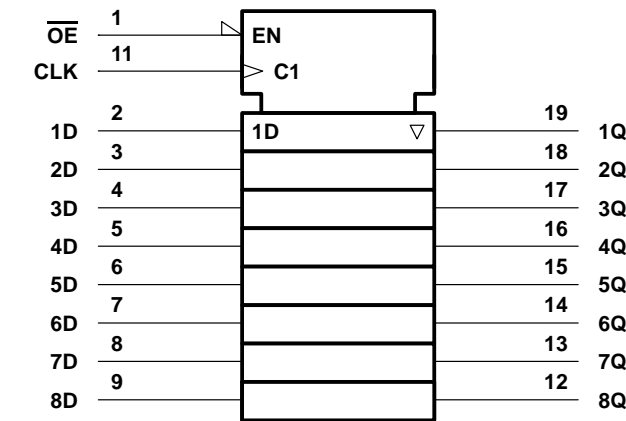 OE 1 EN
CLK 11 C1
1D 2 1D 19 1Q
2D 3 18 2Q
3D 4 17 3Q
4D 5 16 4Q
5D 6 15 5Q
6D 7 14 6Q
7D 8 13 7Q
8D 9 12 8Q